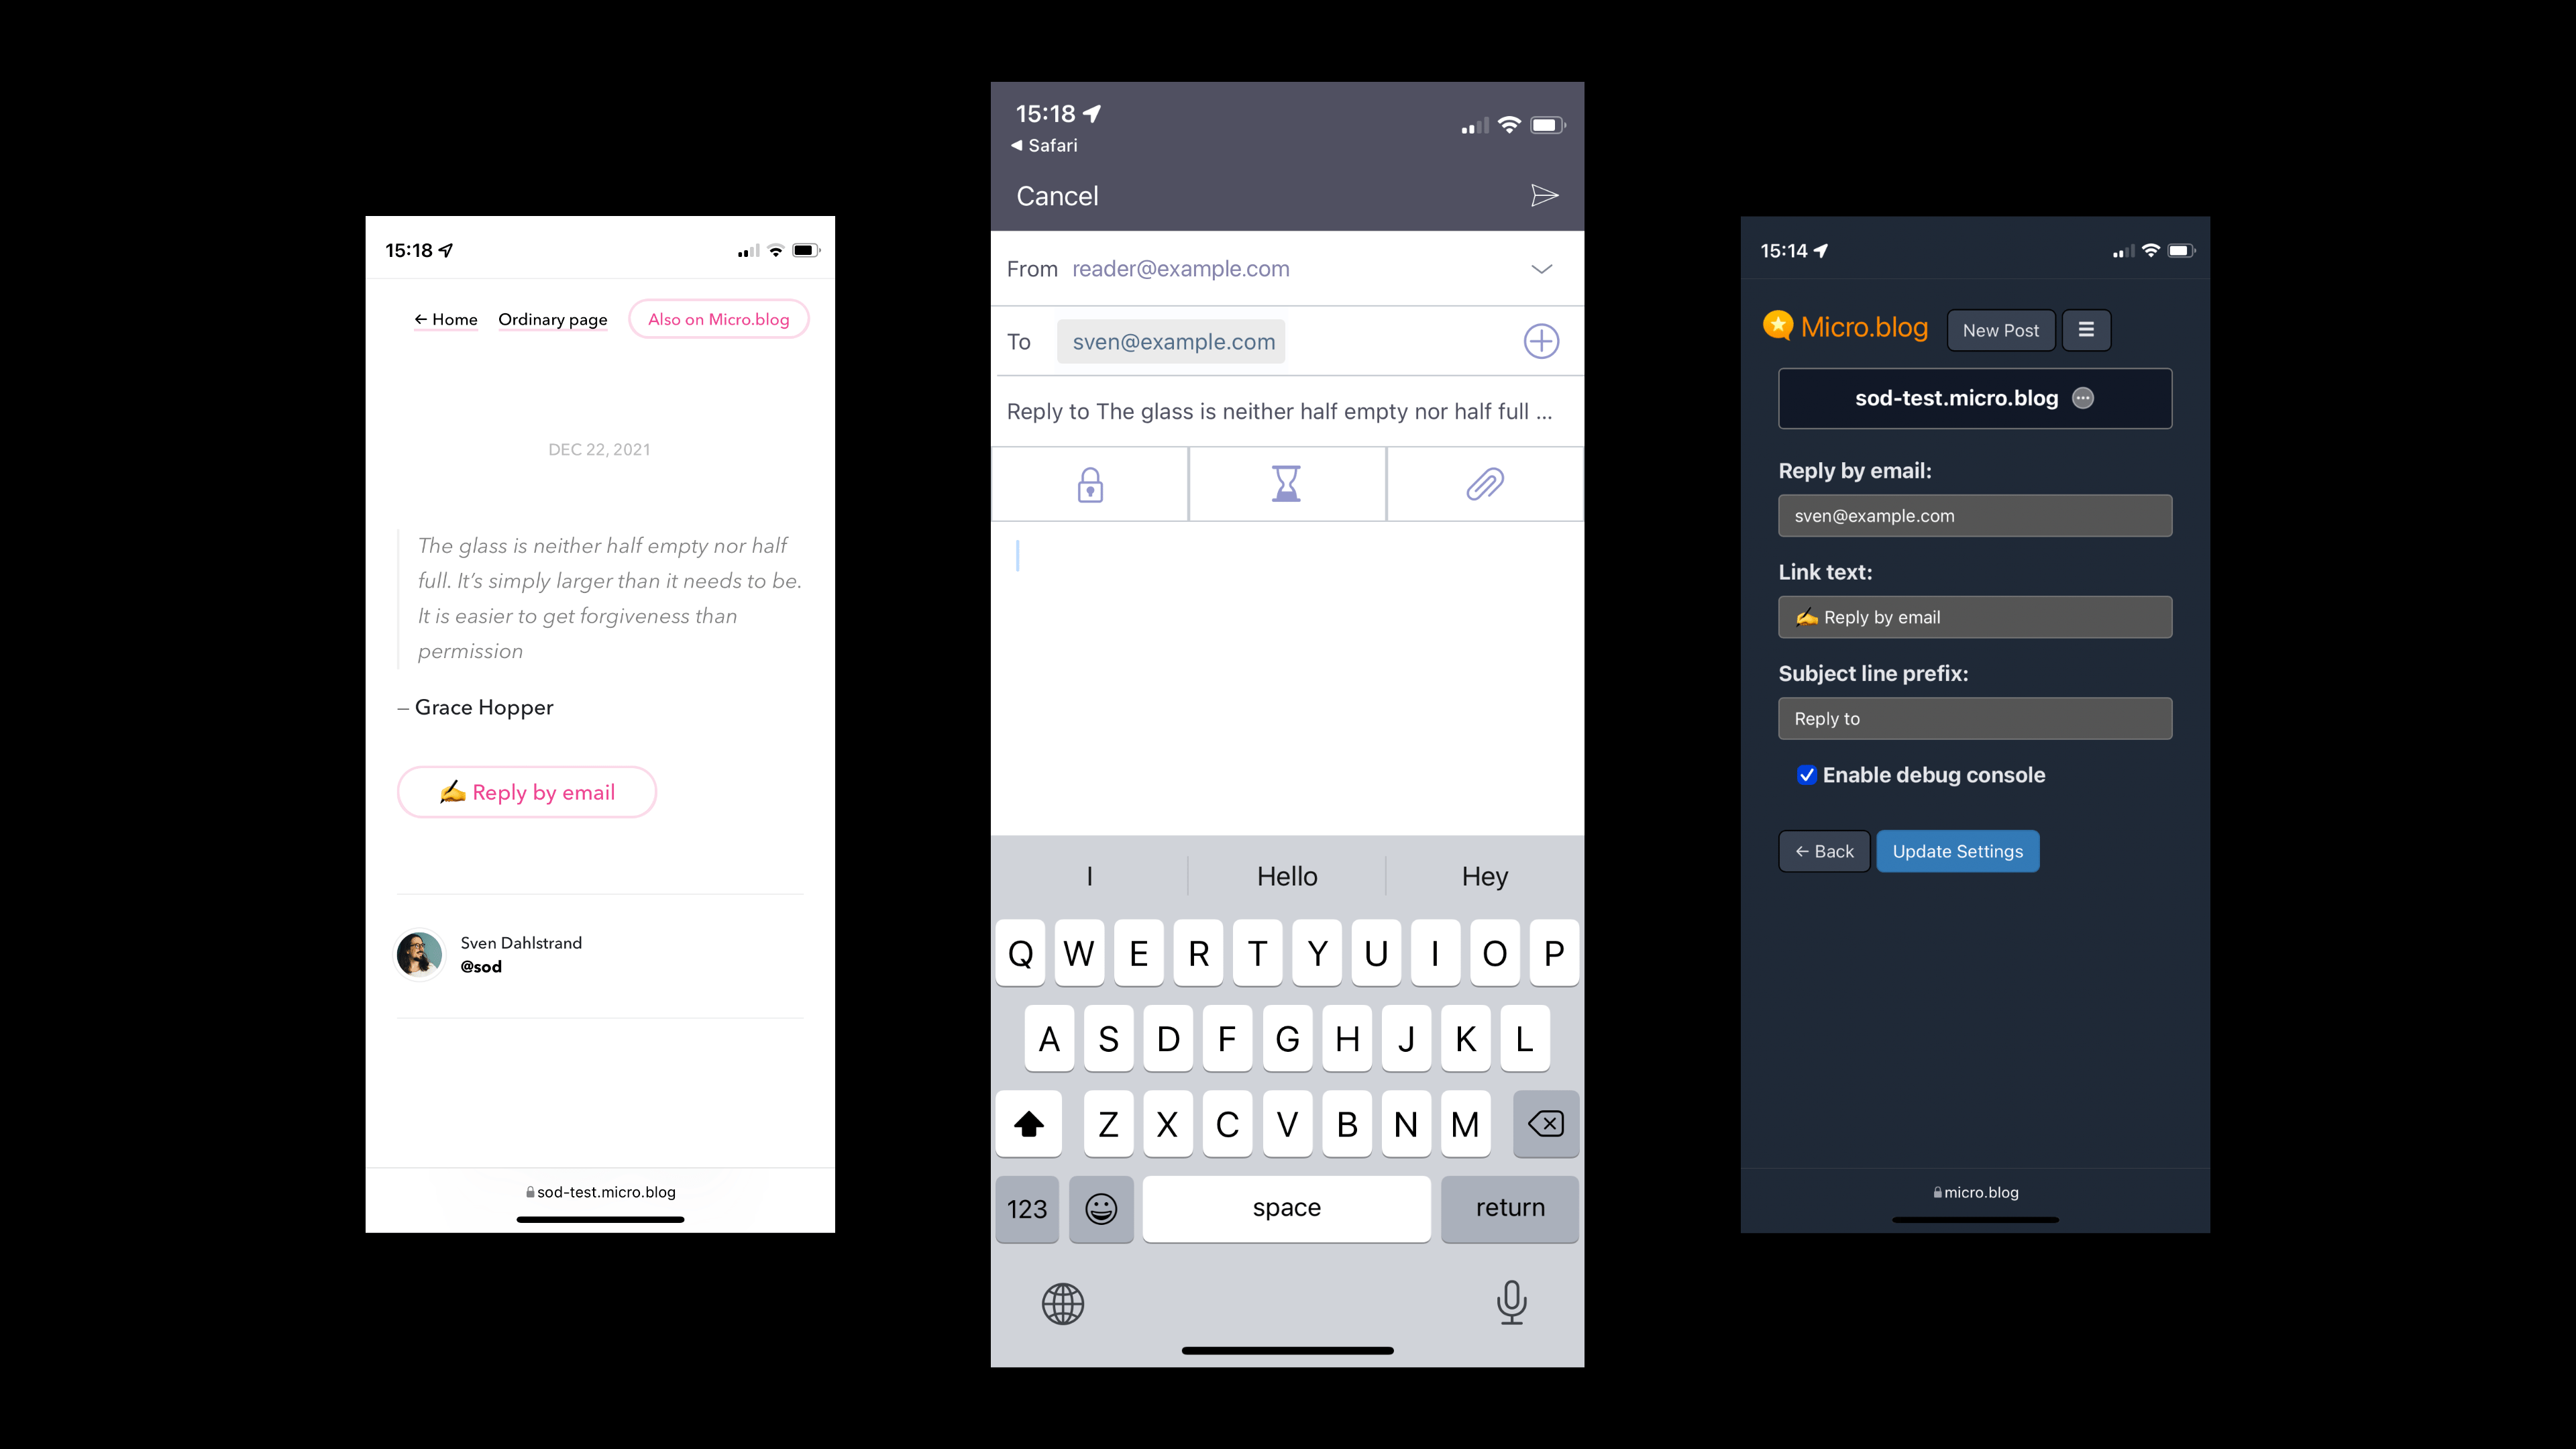 15:18
← Home Ordinary page Also on Micro.blog
DEC 22, 2021
The glass is neither half empty nor half
full. It’s simply larger than it needs to be.
It is easier to get forgiveness than
permission
– Grace Hopper
✍️ Reply by email
Sven Dahlstrand
@sod
sod-test.micro.blog
15:18
◀ Safari
Cancel
From reader@example.com
To sven@example.com
Reply to The glass is neither half empty nor half full ...
I Hello Hey
Q W E R T Y U I O P
A S D F G H J K L
Z X C V B N M
123 space return
15:14
Micro.blog New Post
sod-test.micro.blog
Reply by email:
sven@example.com
Link text:
✍️ Reply by email
Subject line prefix:
Reply to
Enable debug console
← Back Update Settings
micro.blog